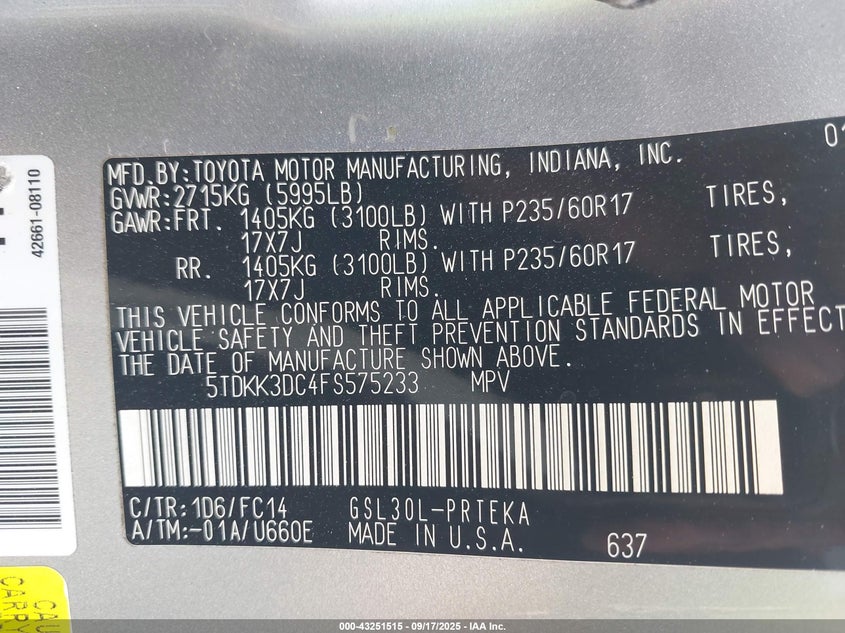 MFD.BY:TOYOTA MOTOR MANUFACTURING, INDIANA, INC. 01
GVWR:2715KG (5995LB)
GAWR:FRT. 1405KG (3100LB) WITH P235/60R17 TIRES,
17X7J RIMS.
RR. 1405KG (3100LB) WITH P235/60R17 TIRES,
17X7J RIMS.
THIS VEHICLE CONFORMS TO ALL APPLICABLE FEDERAL MOTOR
VEHICLE SAFETY AND THEFT PREVENTION STANDARDS IN EFFECT
THE DATE OF MANUFACTURE SHOWN ABOVE.
5TDKK3DC4FS575233 MPV
C/TR: 1D6/FC14 GSL30L-PRTEKA
A/TM:-01A/U660E MADE IN U.S.A. 637
42661-08110
CAU
CARRY
000-43251515 - 09/17/2025 - IAA Inc.